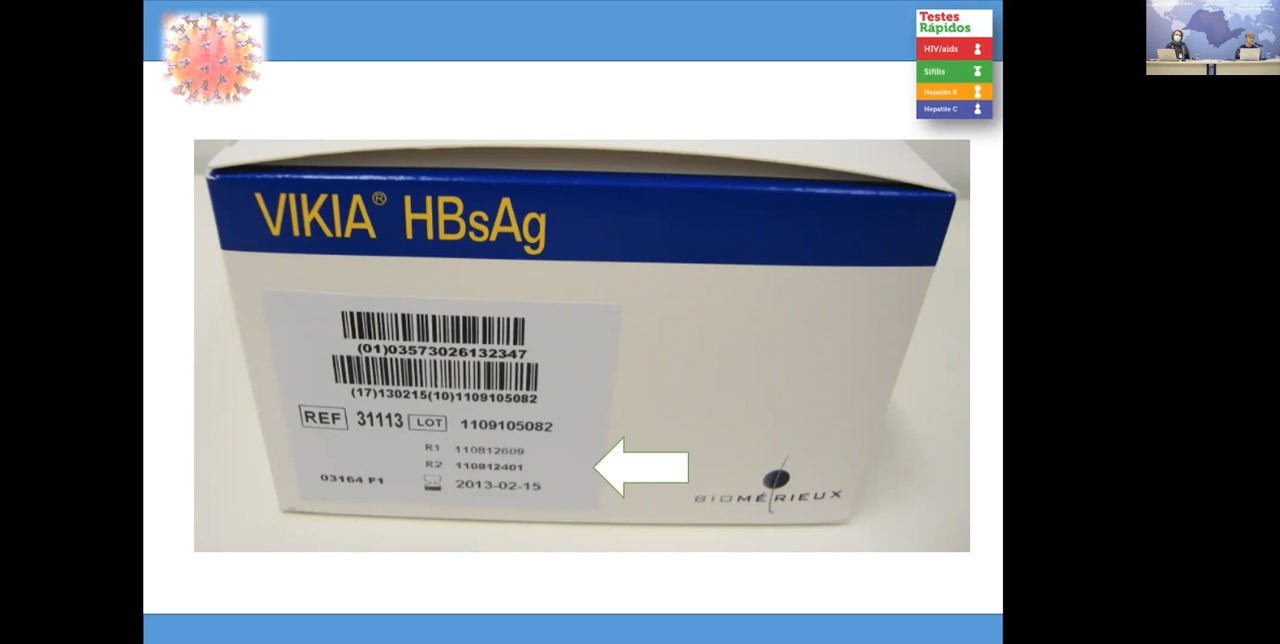 Testes
Rápidos
HIV/aids
Sífilis
Hepatite B
Hepatite C
VIKIA® HBsAg
(01)03573026132347
(17)130215(10)1109105082
REF 31113 LOT 1109105082
R1 110812609
R2 110812401
03164 F1 2013-02-15
BIOMÉRIEUX